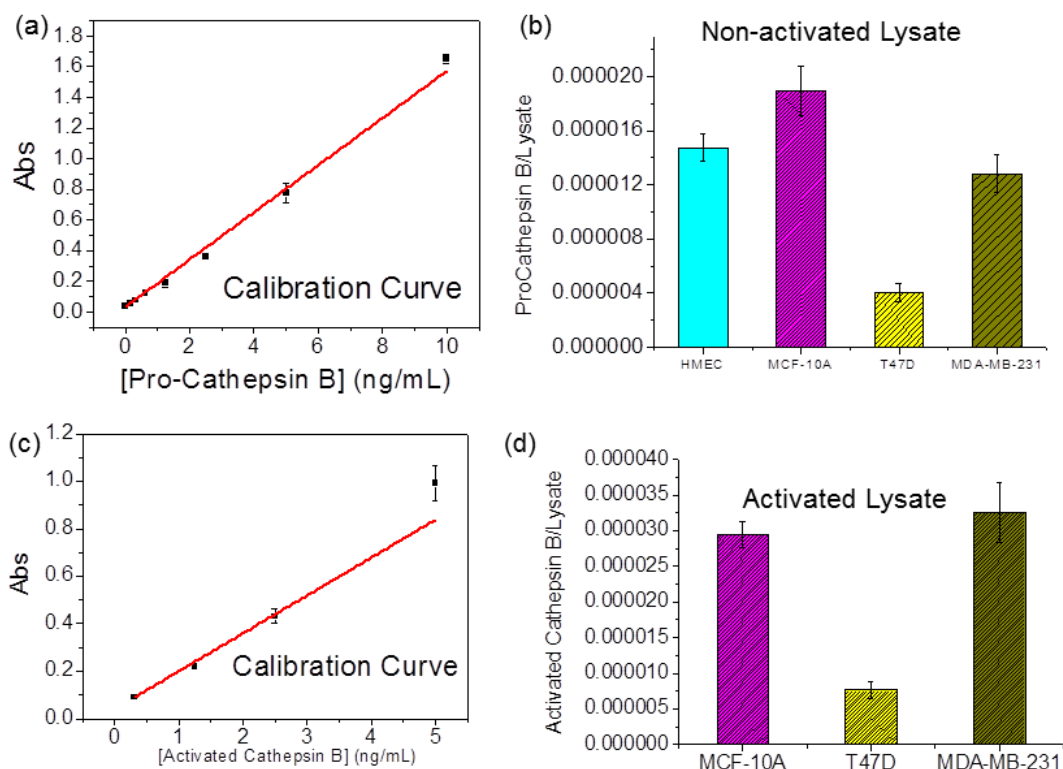 (a)
1.8
1.6
1.4
1.2
1.0
0.8
0.6
0.4
0.2
0.0
Abs
Calibration Curve
0 2 4 6 8 10
[Pro-Cathepsin B] (ng/mL)
(b)
Non-activated Lysate
0.000020
0.000016
0.000012
0.000008
0.000004
0.000000
ProCathepsin B/Lysate
HMEC MCF-10A T47D MDA-MB-231
(c)
1.2
1.0
0.8
0.6
0.4
0.2
0.0
Abs
Calibration Curve
0 1 2 3 4 5
[Activated Cathepsin B] (ng/mL)
(d)
Activated Lysate
0.000040
0.000035
0.000030
0.000025
0.000020
0.000015
0.000010
0.000005
0.000000
Activated Cathepsin B/Lysate
MCF-10A T47D MDA-MB-231